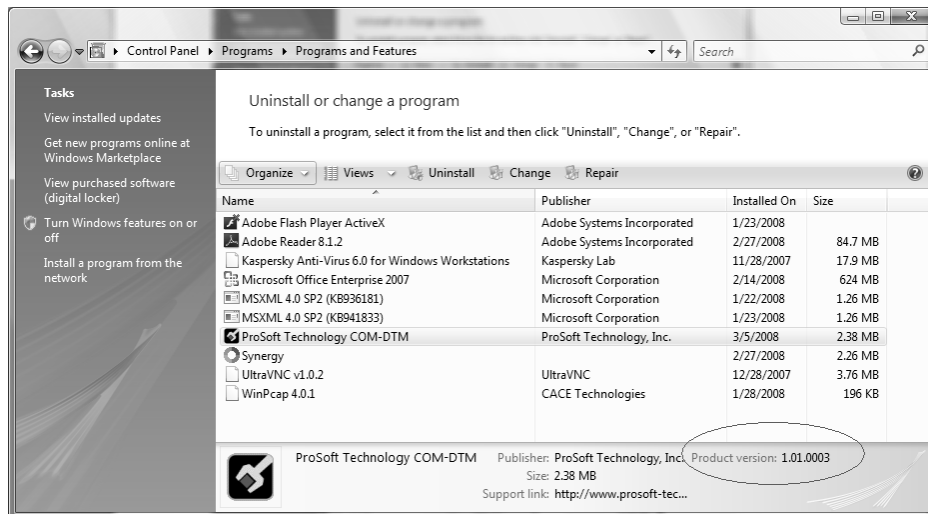 Control Panel Programs Programs and Features Search
Tasks
View installed updates
Get new programs online at
Windows Marketplace
View purchased software
(digital locker)
Turn Windows features on or
off
Install a program from the
network
Uninstall or change a program
To uninstall a program, select it from the list and then click "Uninstall", "Change", or "Repair".
Organize Views Uninstall Change Repair
Name Publisher Installed On Size
Adobe Flash Player ActiveX Adobe Systems Incorporated 1/23/2008
Adobe Reader 8.1.2 Adobe Systems Incorporated 2/27/2008 84.7 MB
Kaspersky Anti-Virus 6.0 for Windows Workstations Kaspersky Lab 11/28/2007 17.9 MB
Microsoft Office Enterprise 2007 Microsoft Corporation 2/14/2008 624 MB
MSXML 4.0 SP2 (KB936181) Microsoft Corporation 1/22/2008 1.26 MB
MSXML 4.0 SP2 (KB941833) Microsoft Corporation 1/23/2008 1.26 MB
ProSoft Technology COM-DTM ProSoft Technology, Inc. 3/5/2008 2.38 MB
Synergy 2/27/2008 2.26 MB
UltraVNC v1.0.2 UltraVNC 12/28/2007 3.76 MB
WinPcap 4.0.1 CACE Technologies 1/28/2008 196 KB
ProSoft Technology COM-DTM Publisher: ProSoft Technology, Inc. Product version: 1.01.0003
Size: 2.38 MB
Support link: http://www.prosoft-tec...